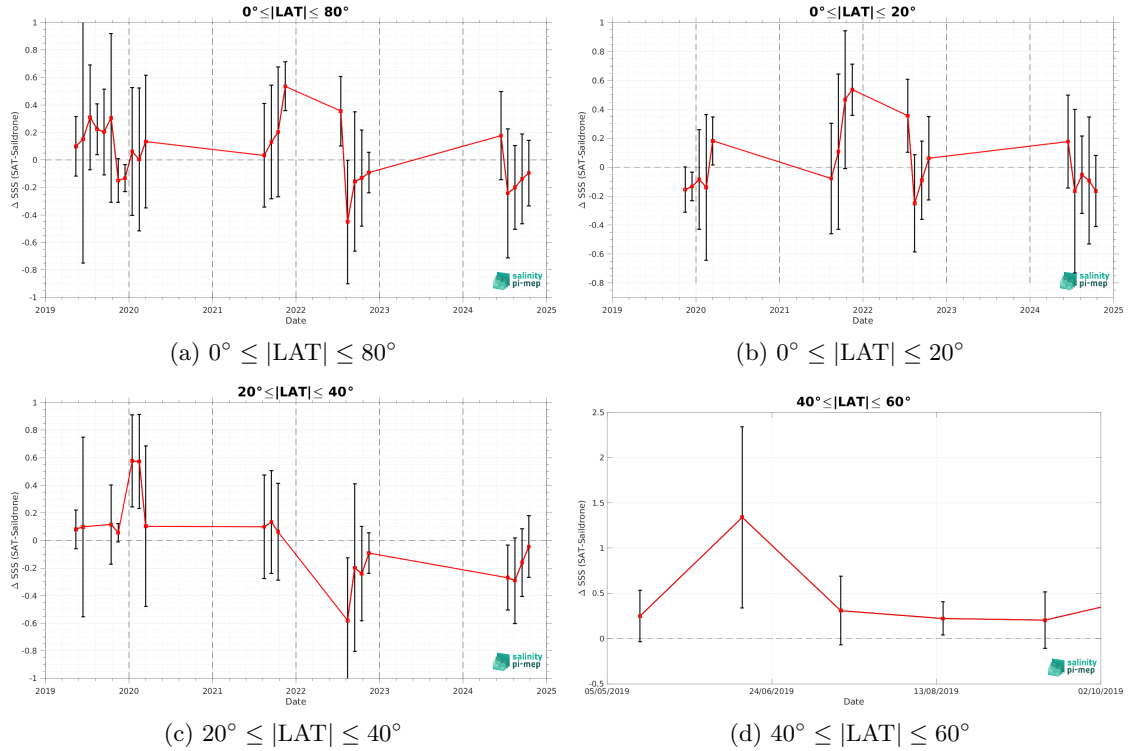 0°≤|LAT|≤ 80°
1
0.8
0.6
0.4
0.2
0
-0.2
-0.4
-0.6
-0.8
-1
Δ SSS (SAT-Saildrone)
2019
2020
2021
2022
2023
2024
2025
Date
salinity
pi-mep
(a) 0° ≤ |LAT| ≤ 80°
0°≤|LAT|≤ 20°
1
0.8
0.6
0.4
0.2
0
-0.2
-0.4
-0.6
-0.8
Δ SSS (SAT-Saildrone)
2019
2020
2021
2022
2023
2024
2025
Date
salinity
pi-mep
(b) 0° ≤ |LAT| ≤ 20°
20°≤|LAT|≤ 40°
1
0.8
0.6
0.4
0.2
0
-0.2
-0.4
-0.6
-0.8
-1
Δ SSS (SAT-Saildrone)
2019
2020
2021
2022
2023
2024
2025
Date
salinity
pi-mep
(c) 20° ≤ |LAT| ≤ 40°
40°≤|LAT|≤ 60°
2.5
2
1.5
1
0.5
0
-0.5
Δ SSS (SAT-Saildrone)
05/05/2019
24/06/2019
13/08/2019
02/10/2019
Date
salinity
pi-mep
(d) 40° ≤ |LAT| ≤ 60°